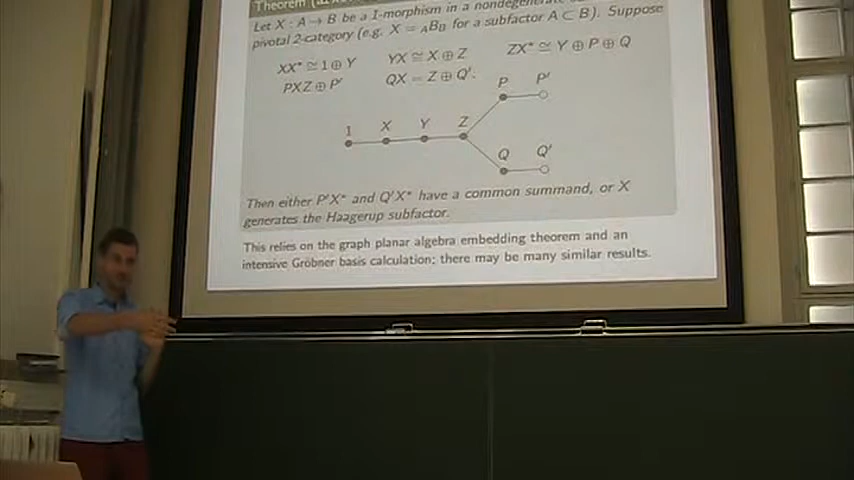 Theorem
Let X : A → B be a 1-morphism in a nondegenerate
pivotal 2-category (e.g. X = ABB for a subfactor A ⊂ B). Suppose
XX* ≅ 1 ⊕ Y YX ≅ X ⊕ Z ZX* ≅ Y ⊕ P ⊕ Q
PXZ ⊕ P′ QX = Z ⊕ Q′.
P P′
1 X Y Z
Q Q′
Then either P′X* and Q′X* have a common summand, or X
generates the Haagerup subfactor.
This relies on the graph planar algebra embedding theorem and an
intensive Gröbner basis calculation; there may be many similar results.